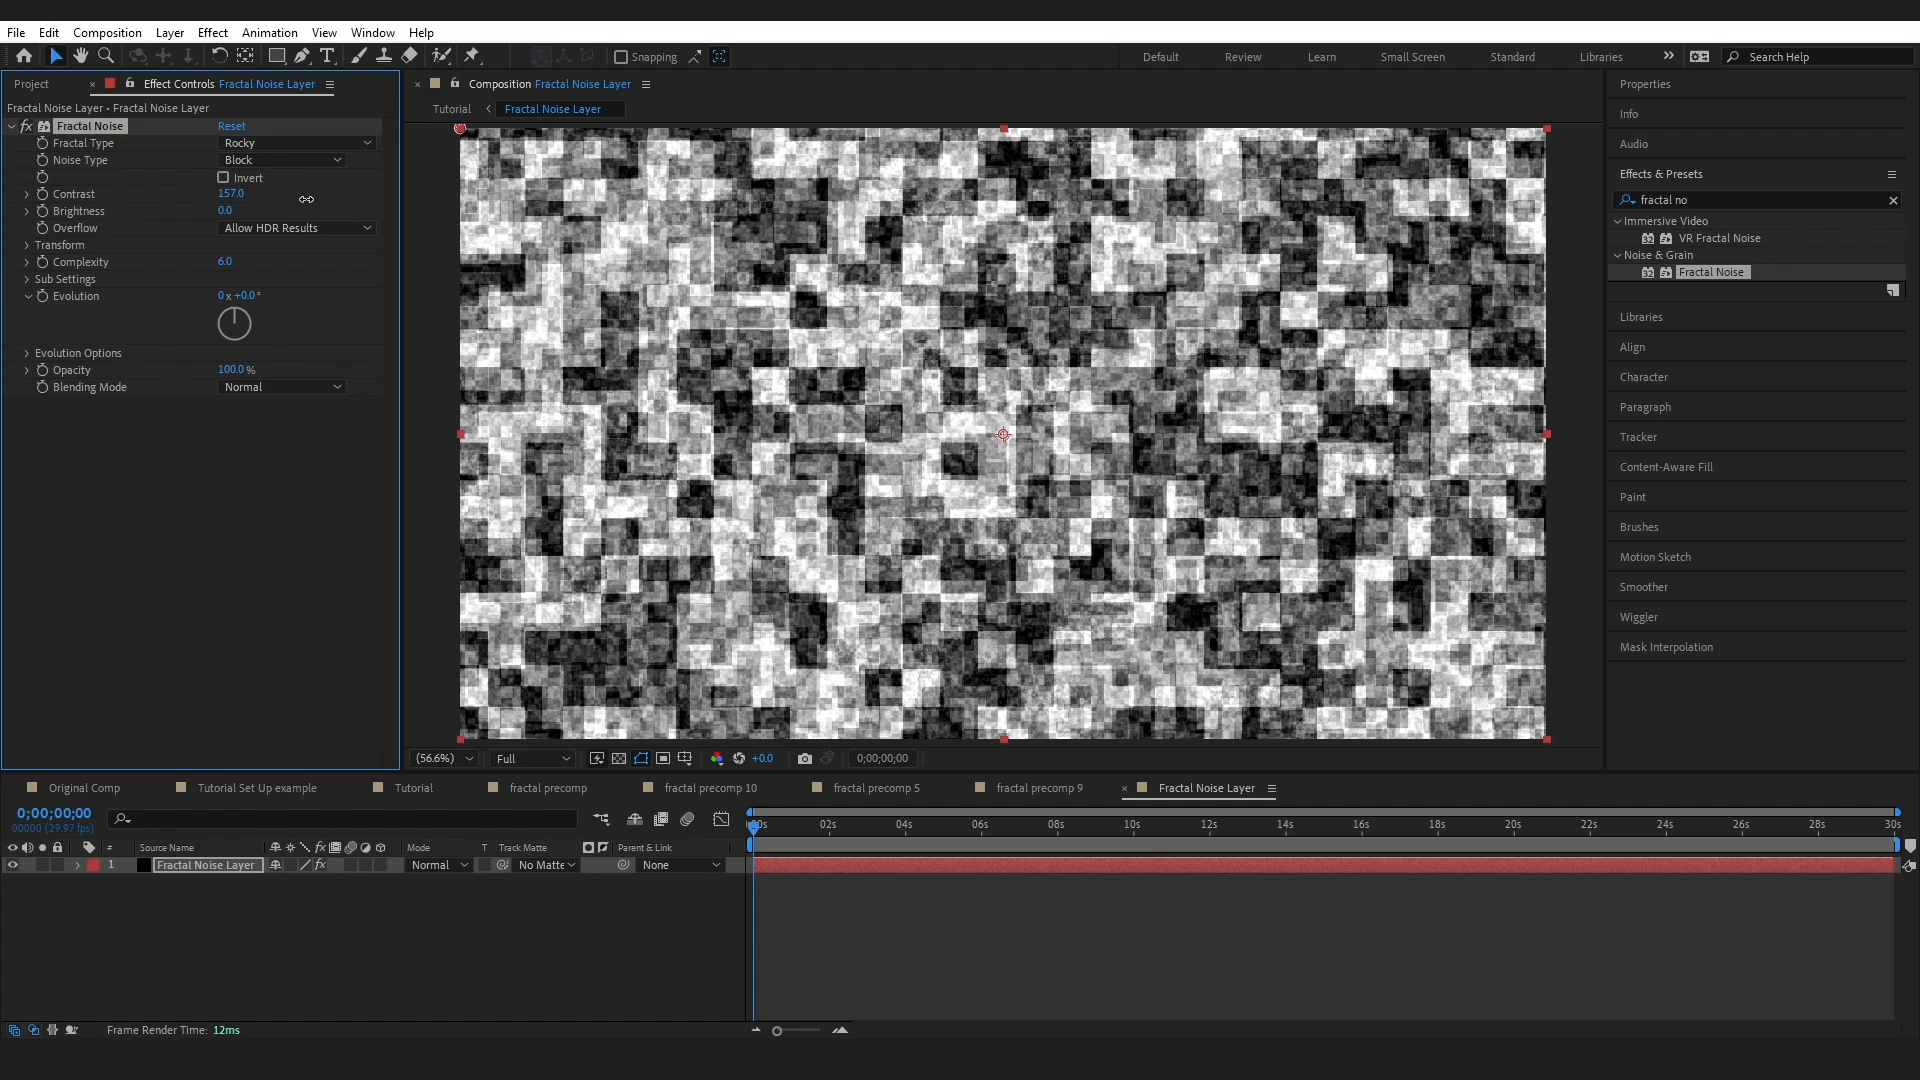 File Edit Composition Layer Effect Animation View Window Help
Snapping Default Review Learn Small Screen Standard Libraries Search Help
Project Effect Controls Fractal Noise Layer
Fractal Noise Layer • Fractal Noise Layer
fx Fractal Noise Reset
Fractal Type Rocky
Noise Type Block
Invert
Contrast 157.0
Brightness 0.0
Overflow Allow HDR Results
Transform
Complexity 6.0
Sub Settings
Evolution 0 x +0.0 °
Evolution Options
Opacity 100.0 %
Blending Mode Normal
Composition Fractal Noise Layer
Tutorial Fractal Noise Layer
(56.6%) Full +0.0 0;00;00;00
Properties
Info
Audio
Effects & Presets
fractal no
Immersive Video
32 VR Fractal Noise
Noise & Grain
32 Fractal Noise
Libraries
Align
Character
Paragraph
Tracker
Content-Aware Fill
Paint
Brushes
Motion Sketch
Smoother
Wiggler
Mask Interpolation
Original Comp Tutorial Set Up example Tutorial fractal precomp fractal precomp 10 fractal precomp 5 fractal precomp 9 Fractal Noise Layer
0;00;00;00
00000 (29.97 fps)
02s 04s 06s 08s 10s 12s 14s 16s 18s 20s 22s 24s 26s 28s 30s
# Source Name fx Mode T Track Matte Parent & Link
1 Fractal Noise Layer fx Normal No Matte None
Frame Render Time: 12ms